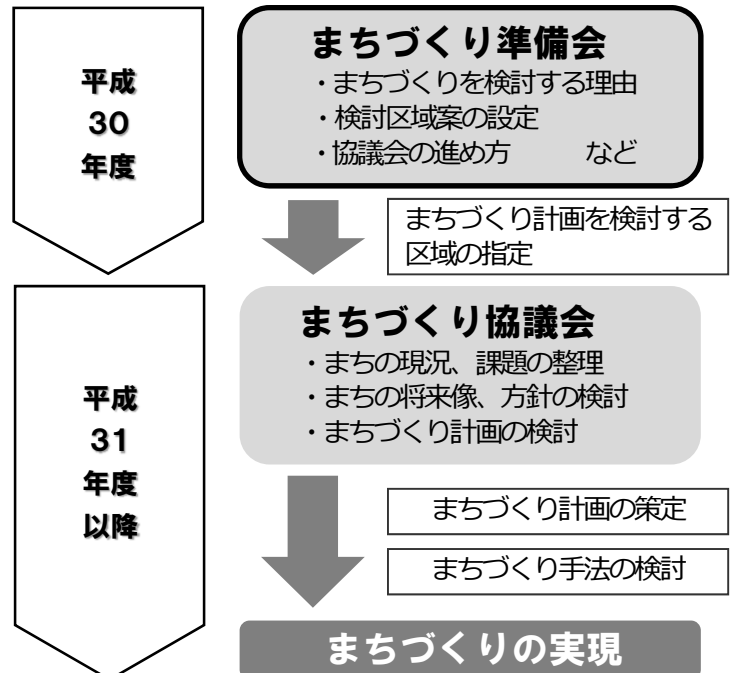 平成
30
年度
まちづくり準備会
・まちづくりを検討する理由
・検討区域案の設定
・協議会の進め方　　など
まちづくり計画を検討する
区域の指定
平成
31
年度
以降
まちづくり協議会
・まちの現況、課題の整理
・まちの将来像、方針の検討
・まちづくり計画の検討
まちづくり計画の策定
まちづくり手法の検討
まちづくりの実現